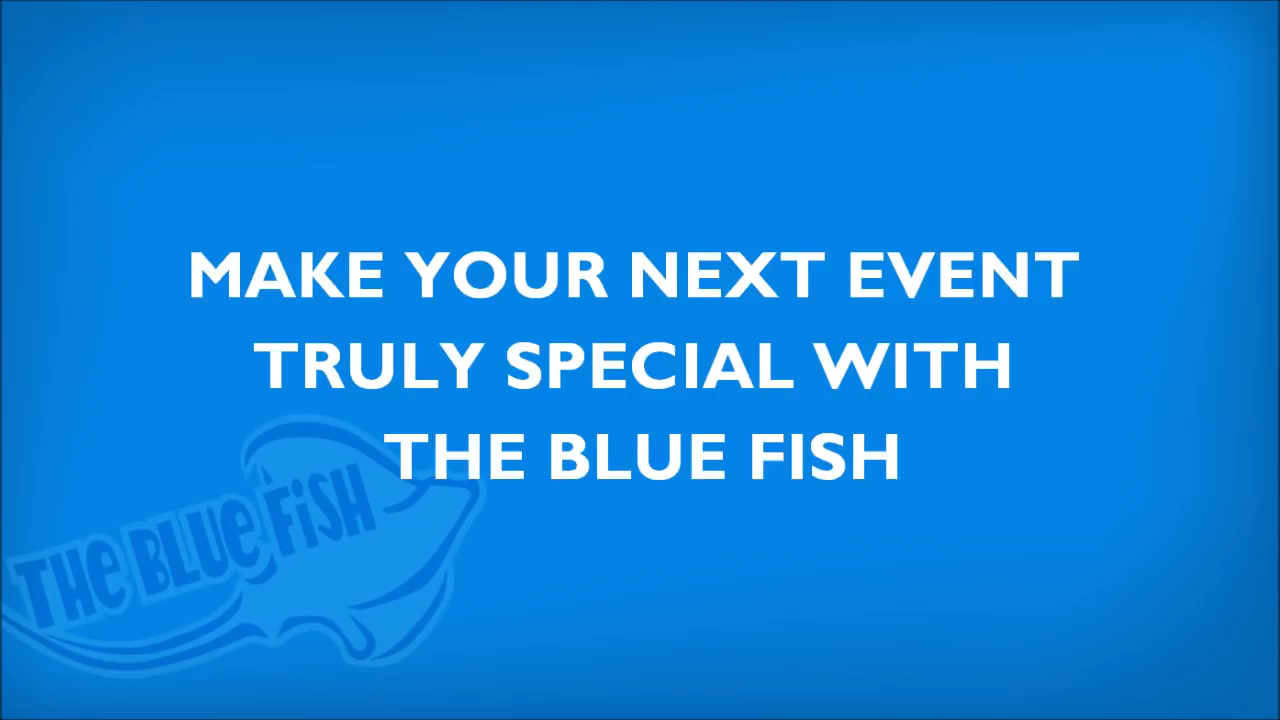 MAKE YOUR NEXT EVENT
TRULY SPECIAL WITH
THE BLUE FISH
THE BLUE FiSH